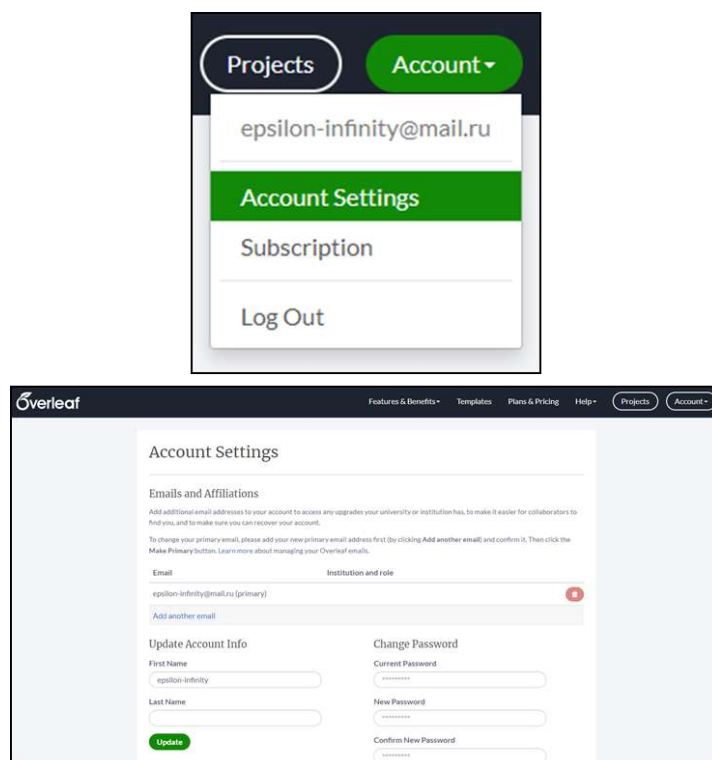 Projects Account
epsilon-infinity@mail.ru
Account Settings
Subscription
Log Out
Overleaf Features & Benefits Templates Plans & Pricing Help Projects Account
Account Settings
Emails and Affiliations
Add additional email addresses to your account to access any upgrades your university or institution has, to make it easier for collaborators to
find you, and to make sure you can recover your account.
To change your primary email, please add your new primary email address first (by clicking Add another email) and confirm it. Then click the
Make Primary button. Learn more about managing your Overleaf emails.
Email Institution and role
epsilon-infinity@mail.ru (primary)
Add another email
Update Account Info Change Password
First Name Current Password
epsilon-infinity *********
Last Name New Password
*********
Update Confirm New Password
*********